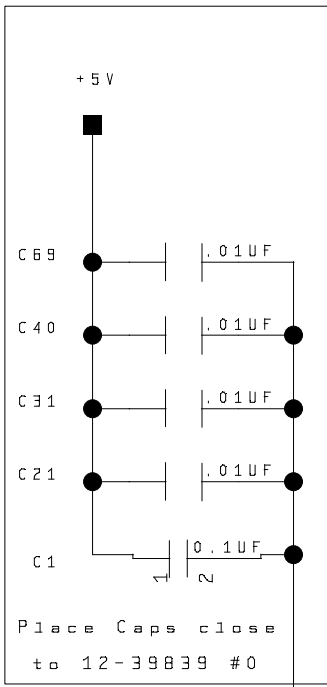 +5V
C69 .01UF
C40 .01UF
C31 .01UF
C21 .01UF
C1 0.1UF
1 2
Place Caps close
to 12-39839 #0